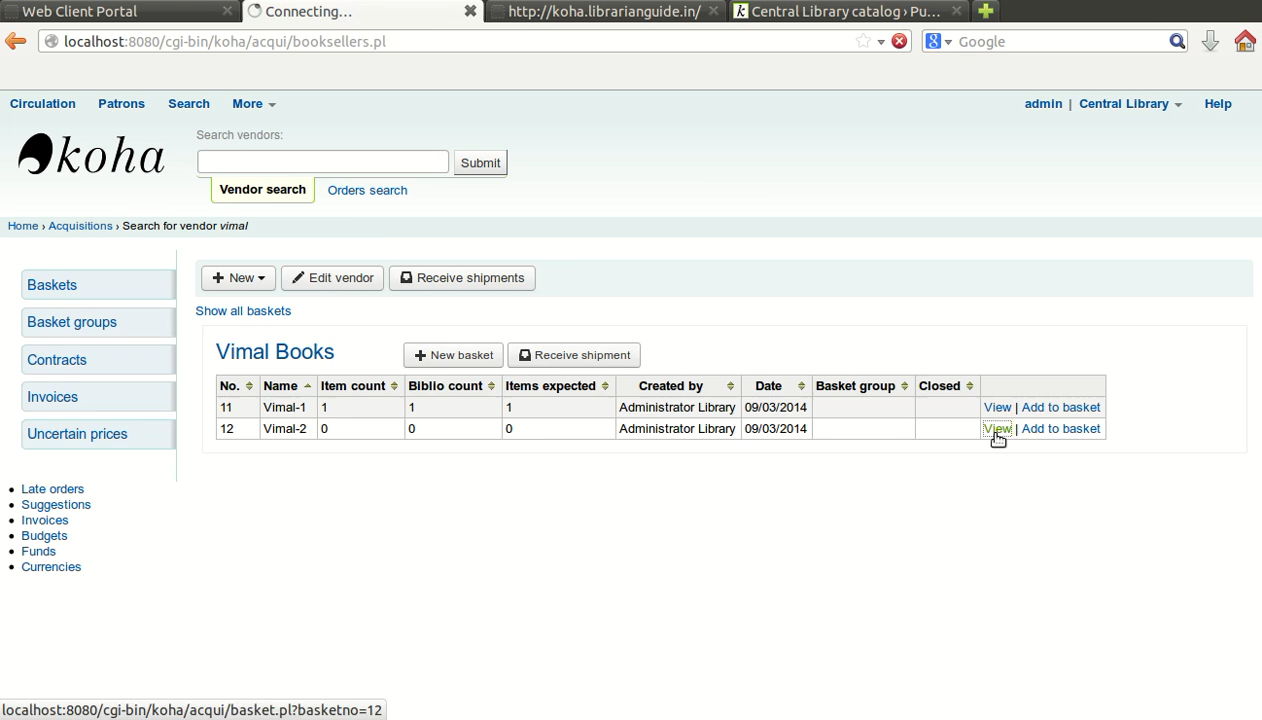 Web Client Portal Connecting... http://koha.librarianguide.in/ Central Library catalog › Pu...
localhost:8080/cgi-bin/koha/acqui/booksellers.pl Google
Circulation Patrons Search More admin | Central Library Help
koha
Search vendors:
Submit
Vendor search Orders search
Home › Acquisitions › Search for vendor vimal
Baskets
Basket groups
Contracts
Invoices
Uncertain prices
Late orders
Suggestions
Invoices
Budgets
Funds
Currencies
New Edit vendor Receive shipments
Show all baskets
Vimal Books New basket Receive shipment
No. Name Item count Biblio count Items expected Created by Date Basket group Closed
11 Vimal-1 1 1 1 Administrator Library 09/03/2014 View | Add to basket
12 Vimal-2 0 0 0 Administrator Library 09/03/2014 View | Add to basket
localhost:8080/cgi-bin/koha/acqui/basket.pl?basketno=12